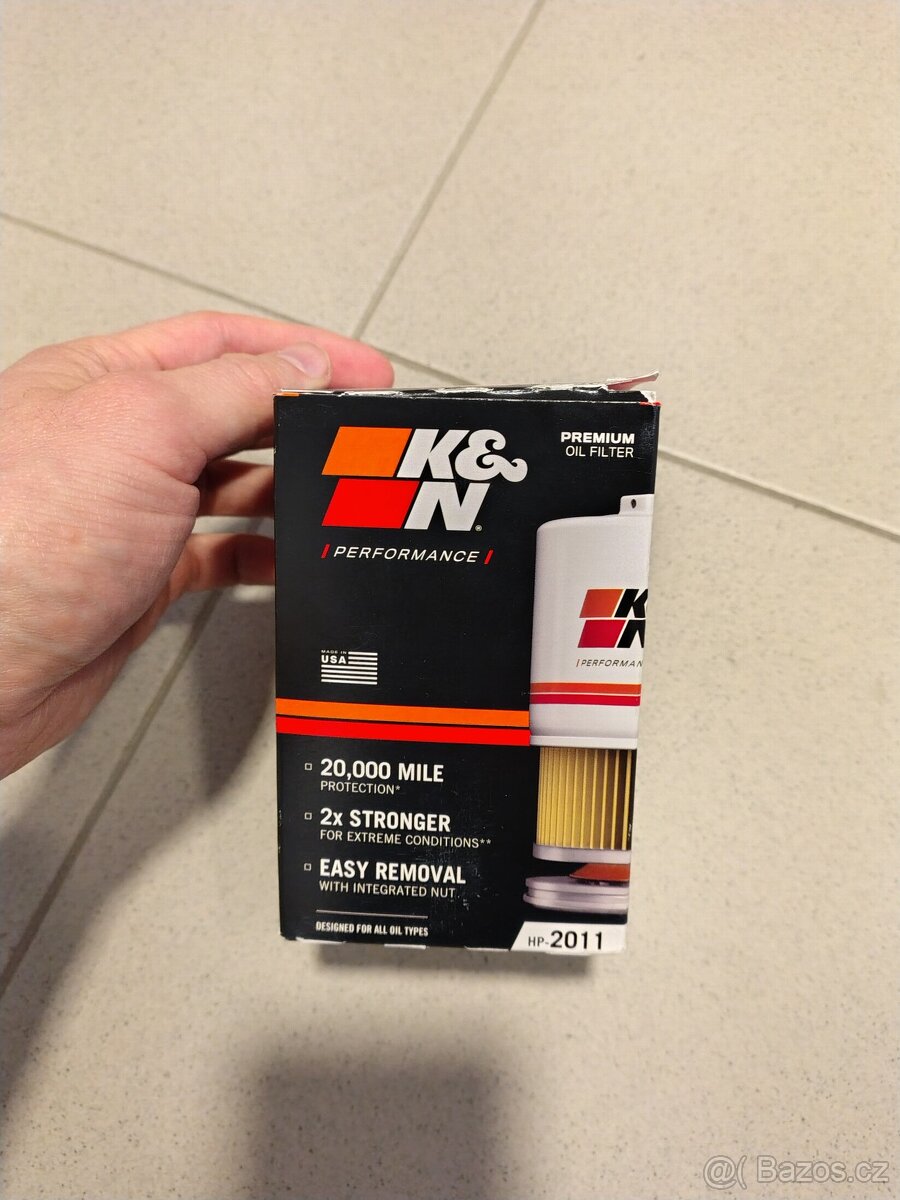 K&
N®
PREMIUM
OIL FILTER
/ PERFORMANCE /
K
N
/ PERFORMAN
MADE IN
USA
20,000 MILE
PROTECTION*
2x STRONGER
FOR EXTREME CONDITIONS**
EASY REMOVAL
WITH INTEGRATED NUT
DESIGNED FOR ALL OIL TYPES
HP-2011
@( Bazos.cz